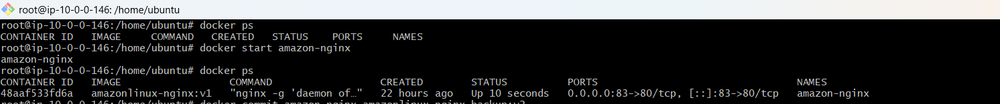 root@ip-10-0-0-146: /home/ubuntu
root@ip-10-0-0-146:/home/ubuntu# docker ps
CONTAINER ID   IMAGE     COMMAND   CREATED   STATUS    PORTS     NAMES
root@ip-10-0-0-146:/home/ubuntu# docker start amazon-nginx
amazon-nginx
root@ip-10-0-0-146:/home/ubuntu# docker ps
CONTAINER ID   IMAGE                  COMMAND                  CREATED        STATUS          PORTS                                 NAMES
48aaf533fd6a   amazonlinux-nginx:v1   "nginx -g 'daemon of…"   22 hours ago   Up 10 seconds   0.0.0.0:83->80/tcp, [::]:83->80/tcp   amazon-nginx
root@ip-10-0-0-146:/home/ubuntu# docker commit amazon-nginx amazonlinux-nginx-backup:v2